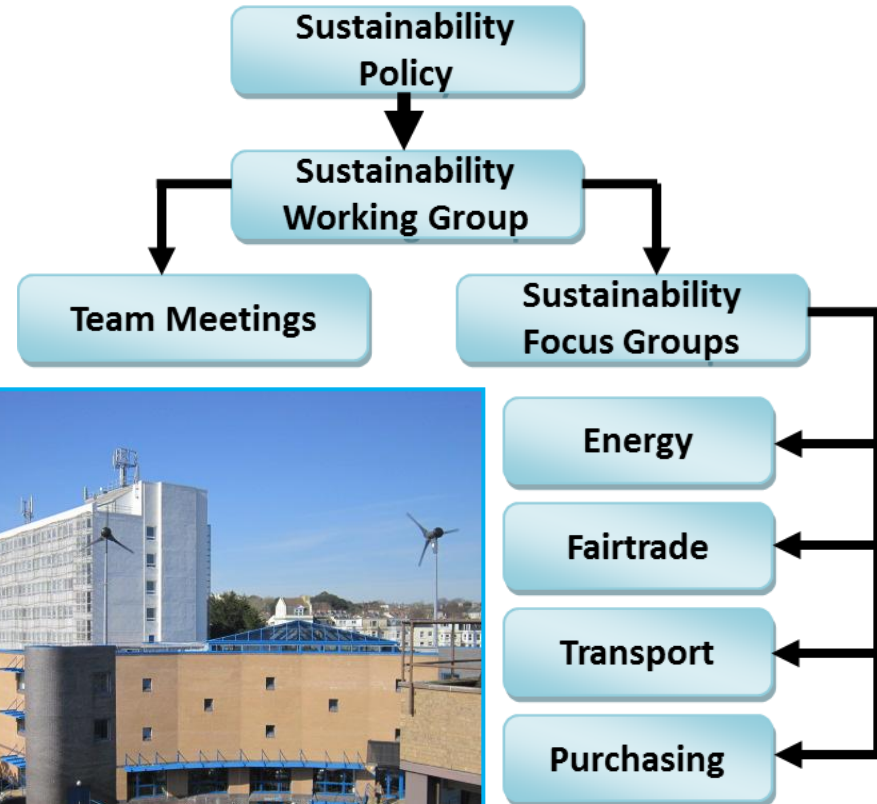 Sustainability
Policy
Sustainability
Working Group
Team Meetings
Sustainability
Focus Groups
Energy
Fairtrade
Transport
Purchasing